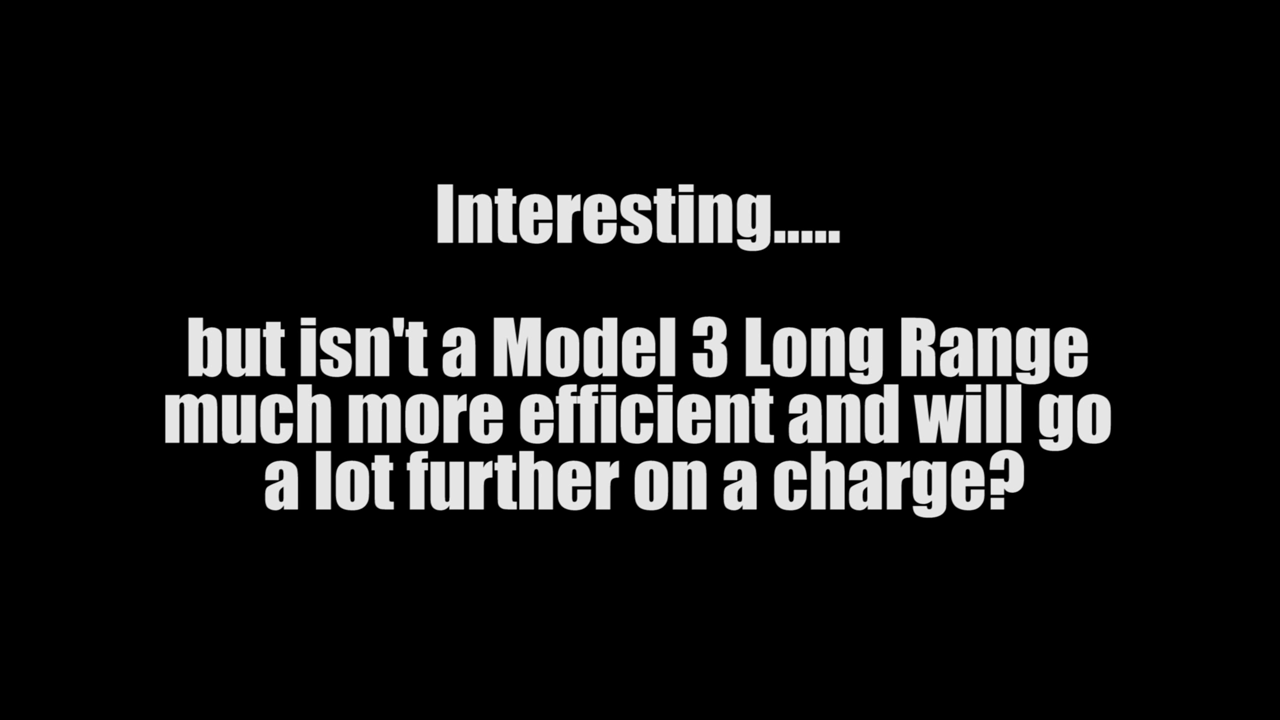 Interesting.....
but isn't a Model 3 Long Range
much more efficient and will go
a lot further on a charge?